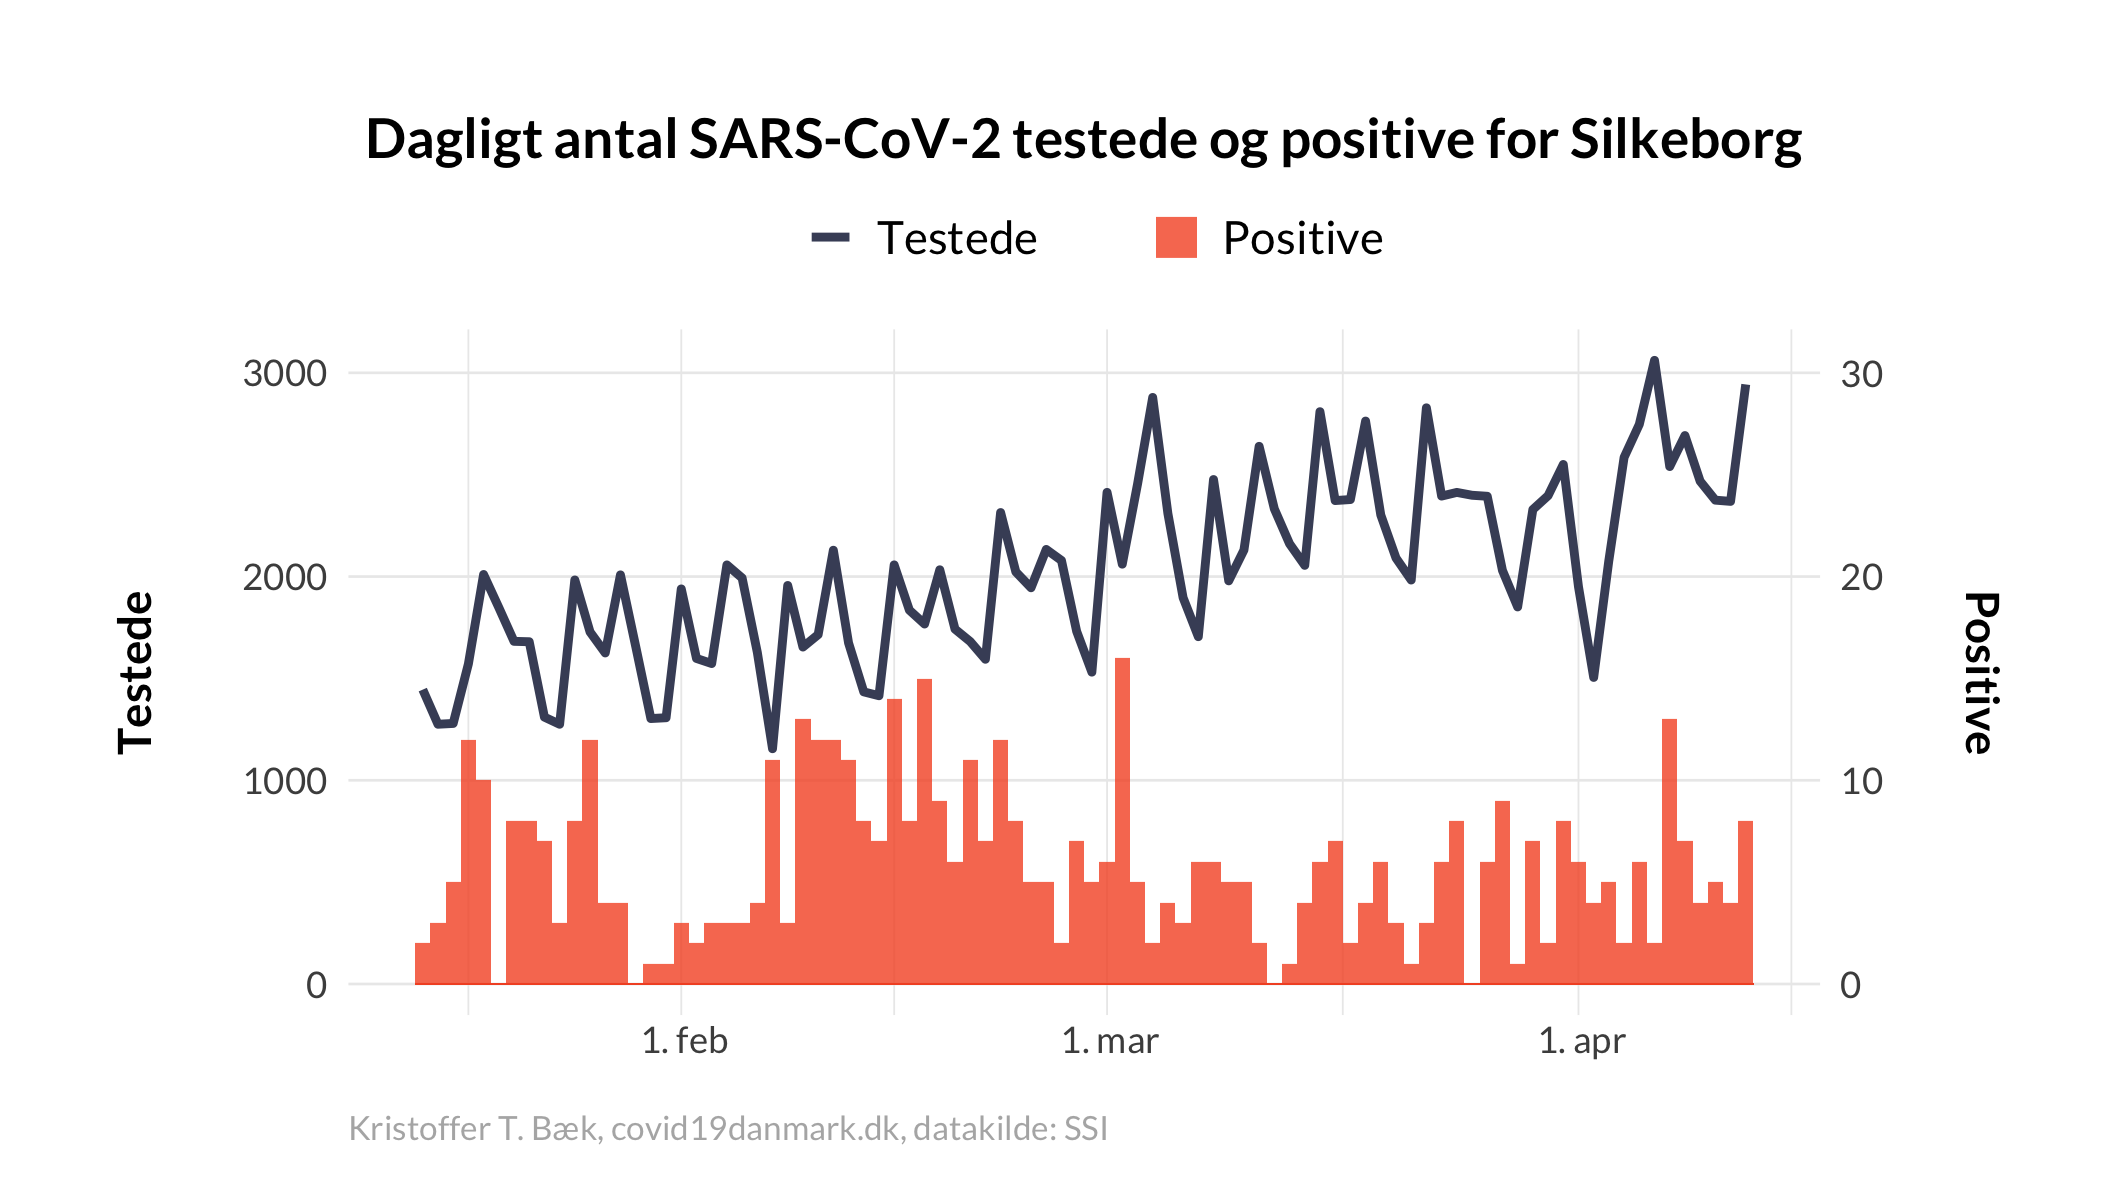 Dagligt antal SARS-CoV-2 testede og positive for Silkeborg
Testede
Positive
3000
2000
1000
0
Testede
30
20
10
0
Positive
1. feb
1. mar
1. apr
Kristoffer T. Bæk, covid19danmark.dk, datakilde: SSI